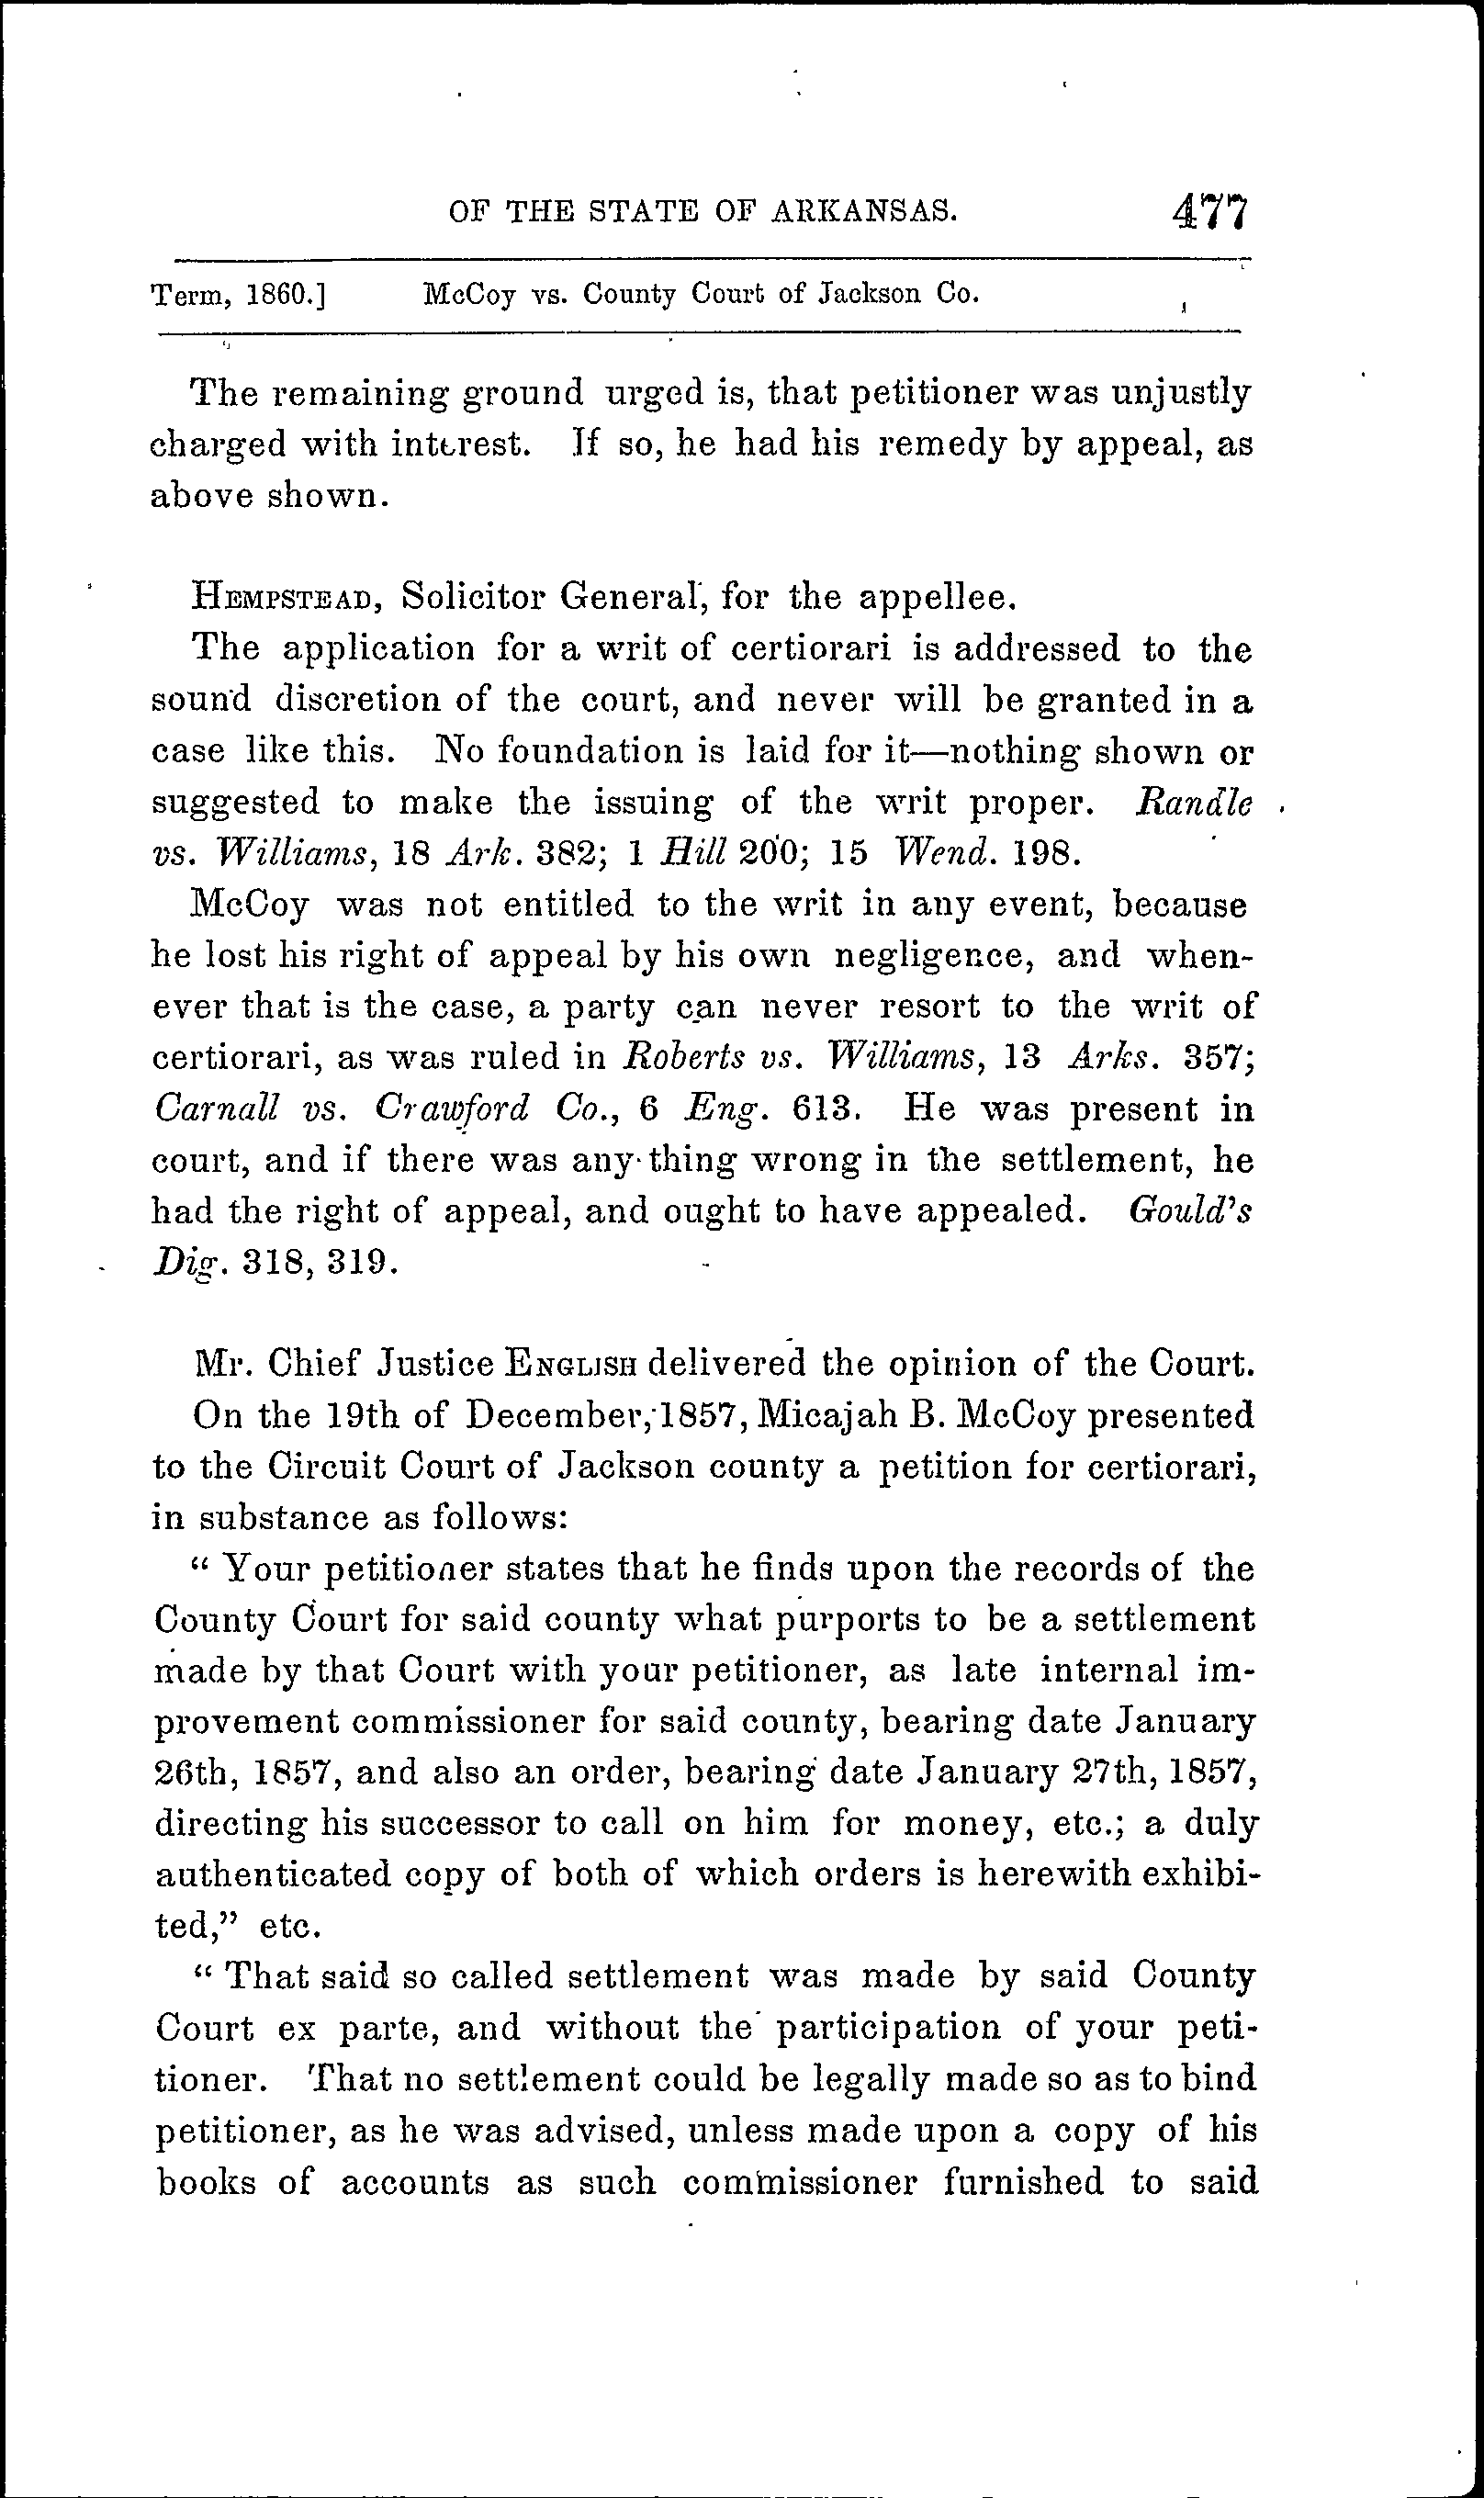 OF THE STATE OF ARKANSAS. 477
Term, 1860.] McCoy vs. County Court of Jackson Co.
The remaining ground urged is, that petitioner was unjustly
charged with interest. If so, he had his remedy by appeal, as
above shown.
HEMPSTEAD, Solicitor General, for the appellee.
The application for a writ of certiorari is addressed to the
sound discretion of the court, and never will be granted in a
case like this. No foundation is laid for it—nothing shown or
suggested to make the issuing of the writ proper. Randle
vs. Williams, 18 Ark. 382; 1 Hill 200; 15 Wend. 198.
McCoy was not entitled to the writ in any event, because
he lost his right of appeal by his own negligence, and when-
ever that is the case, a party can never resort to the writ of
certiorari, as was ruled in Roberts vs. Williams, 13 Arks. 357;
Carnall vs. Crawford Co., 6 Eng. 613. He was present in
court, and if there was any thing wrong in the settlement, he
had the right of appeal, and ought to have appealed. Gould's
Dig. 318, 319.
Mr. Chief Justice ENGLISH delivered the opinion of the Court.
On the 19th of December, 1857, Micajah B. McCoy presented
to the Circuit Court of Jackson county a petition for certiorari,
in substance as follows:
" Your petitioner states that he finds upon the records of the
County Court for said county what purports to be a settlement
made by that Court with your petitioner, as late internal im-
provement commissioner for said county, bearing date January
26th, 1857, and also an order, bearing date January 27th, 1857,
directing his successor to call on him for money, etc.; a duly
authenticated copy of both of which orders is herewith exhibi-
ted," etc.
" That said so called settlement was made by said County
Court ex parte, and without the participation of your peti-
tioner. That no settlement could be legally made so as to bind
petitioner, as he was advised, unless made upon a copy of his
books of accounts as such commissioner furnished to said